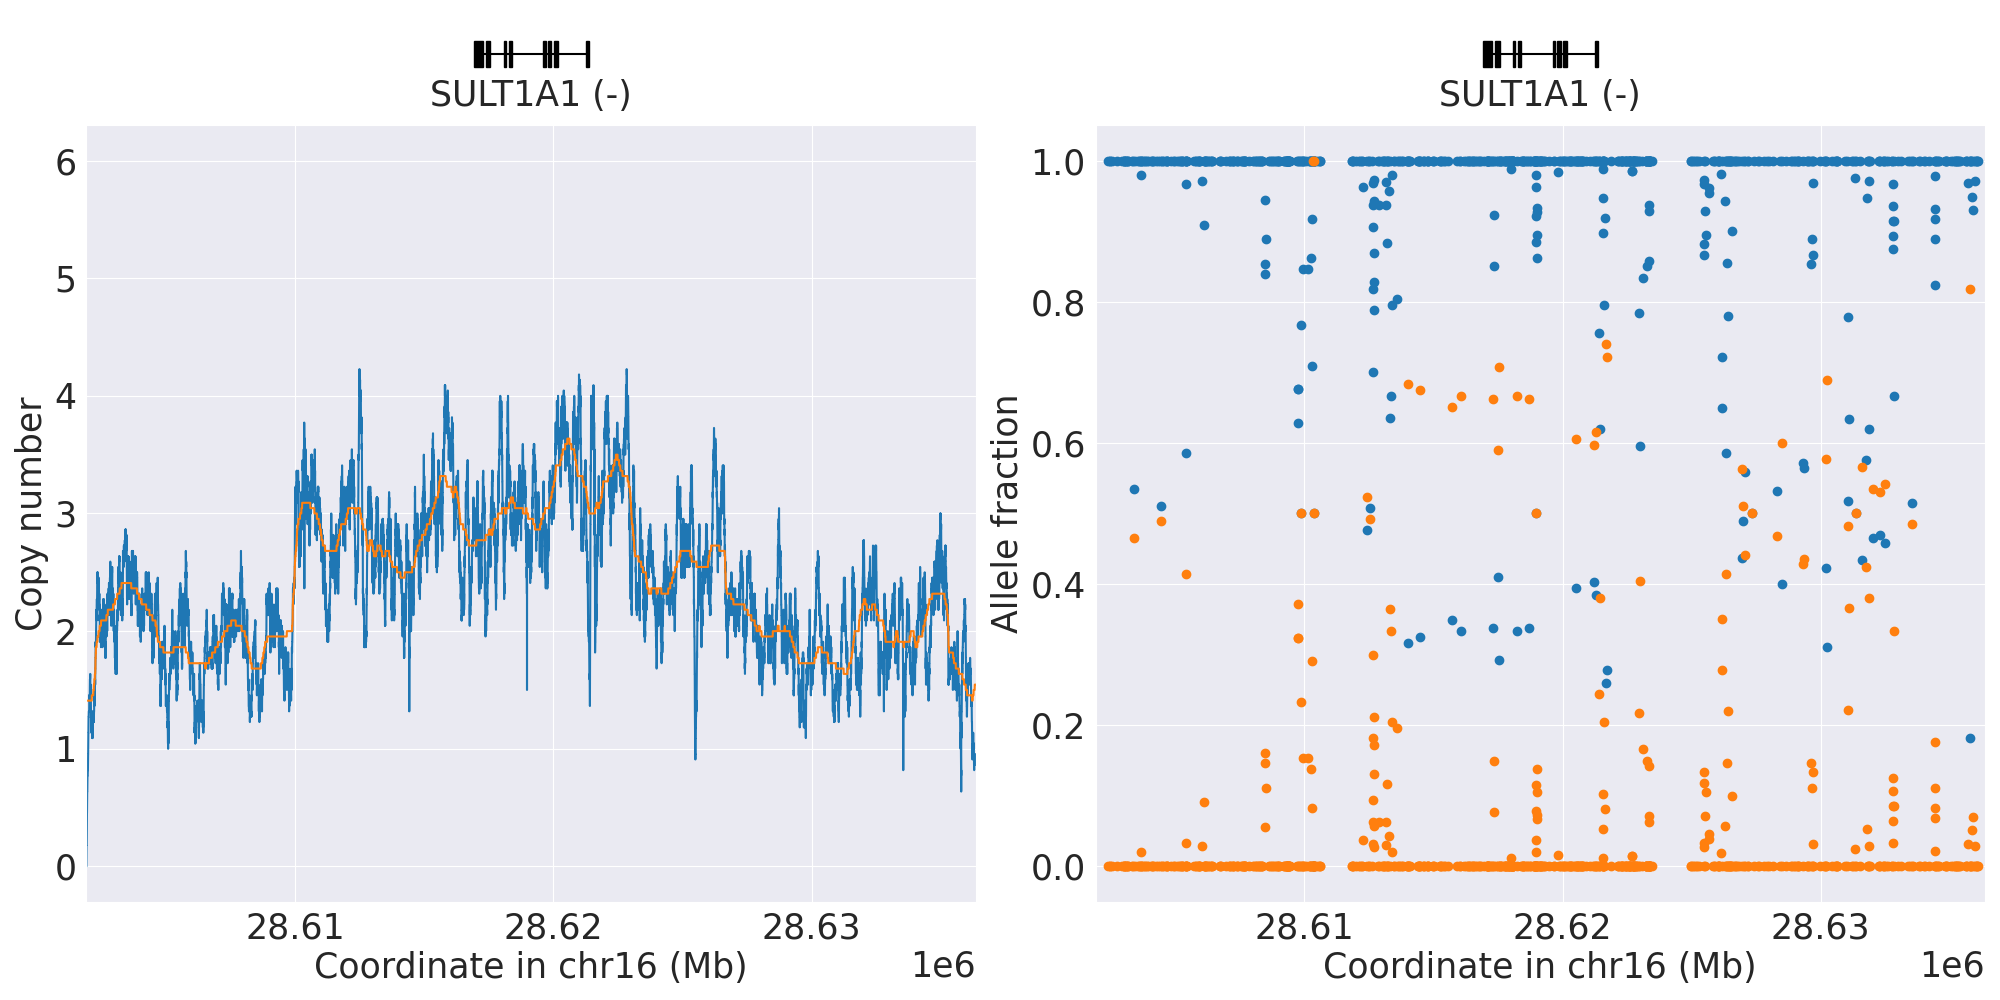 SULT1A1 (-)
SULT1A1 (-)
Copy number
6
5
4
3
2
1
0
28.61
28.62
28.63
Coordinate in chr16 (Mb)
1e6
Allele fraction
1.0
0.8
0.6
0.4
0.2
0.0
28.61
28.62
28.63
Coordinate in chr16 (Mb)
1e6